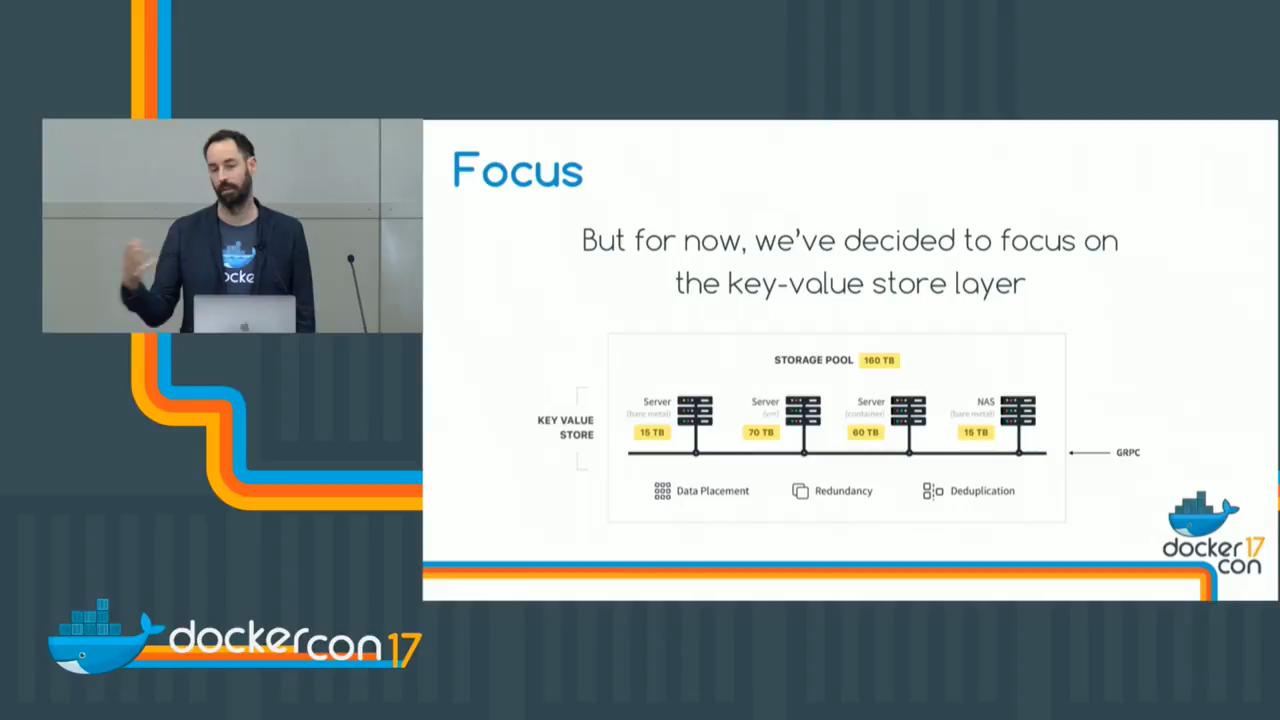 Focus
But for now, we've decided to focus on
the key-value store layer
STORAGE POOL 160 TB
KEY VALUE
STORE
Server
(bare metal)
15 TB
Server
(vm)
70 TB
Server
(container)
60 TB
NAS
(bare metal)
15 TB
GRPC
Data Placement
Redundancy
Deduplication
docker 17
con
ocke
dockercon 17